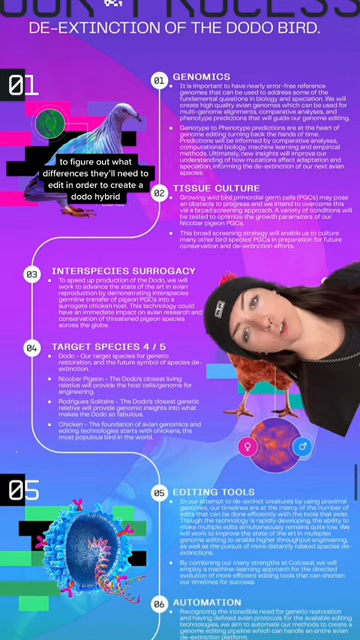 OUR PROCESS
DE-EXTINCTION OF THE DODO BIRD.
01
01 GENOMICS
It is important to have nearly error-free reference
genomes that can be used to address some of the
fundamental questions in biology and speciation. We
will create high quality avian genomes which can be used for
multi-genome alignments, comparative analyses, and
phenotype predictions that will guide our genome editing.
Genotype to Phenotype predictions are at the heart of
genome editing turning back the hands of time.
Predictions will be informed by comparative analyses,
computational biology, machine learning and empirical
methods. Ultimately, new insights will improve our
understanding of how mutations affect adaptation and
speciation, informing the de-extinction of our next avian
species.
to figure out what
differences they'll need to
edit in order to create a
dodo hybrid
02 TISSUE CULTURE
Growing wild bird primordial germ cells (PGCs) may pose
an obstacle to progress and we intend to overcome this
via a broad screening approach. A variety of conditions will
be tested to optimize the growth parameters of our
Nicobar pigeon PGCs.
This broad screening strategy will enable us to culture
many other bird species' PGCs in preparation for future
conservation and de-extinction efforts.
03 INTERSPECIES SURROGACY
To speed up production of the Dodo, we will
work to advance the state of the art in avian
reproduction by demonstrating interspecies
germline transfer of pigeon PGCs into a
surrogate chicken host. This technology could
have an immediate impact on avian research and
conservation of threatened pigeon species
across the globe.
04 TARGET SPECIES 4 / 5
Dodo - Our target species for genetic
restoration, and the future symbol of species de-
extinction.
Nicobar Pigeon - The Dodo's closest living
relative will provide the host cells/genome for
engineering.
Rodrigues Solitaire - The Dodo's closest genetic
relative will provide genomic insights into what
makes the Dodo so fabulous.
Chicken - The foundation of avian genomics and
editing technologies starts with chickens, the
most populous bird in the world.
05
05 EDITING TOOLS
In our attempt to de-extinct creatures by using proximal
genomes, our timelines are at the mercy of the number of
edits that can be done efficiently with the tools that exist.
Though the technology is rapidly developing, the ability to
make multiple edits simultaneously remains quite low. We
will work to improve the state of the art in multiplex
genome editing to enable higher throughput engineering,
as well as the pursuit of more distantly related species de-
extinctions.
By combining our many strengths at Colossal, we will
employ a machine-learning approach for the directed
evolution of more efficient editing tools that can shorten
our timelines for success.
06 AUTOMATION
Recognizing the incredible need for genetic restoration
and having defined avian protocols for the available editing
technologies, we aim to automate our methods to create a
genome editing pipeline which can handle an entire avian
de-extinction platform.